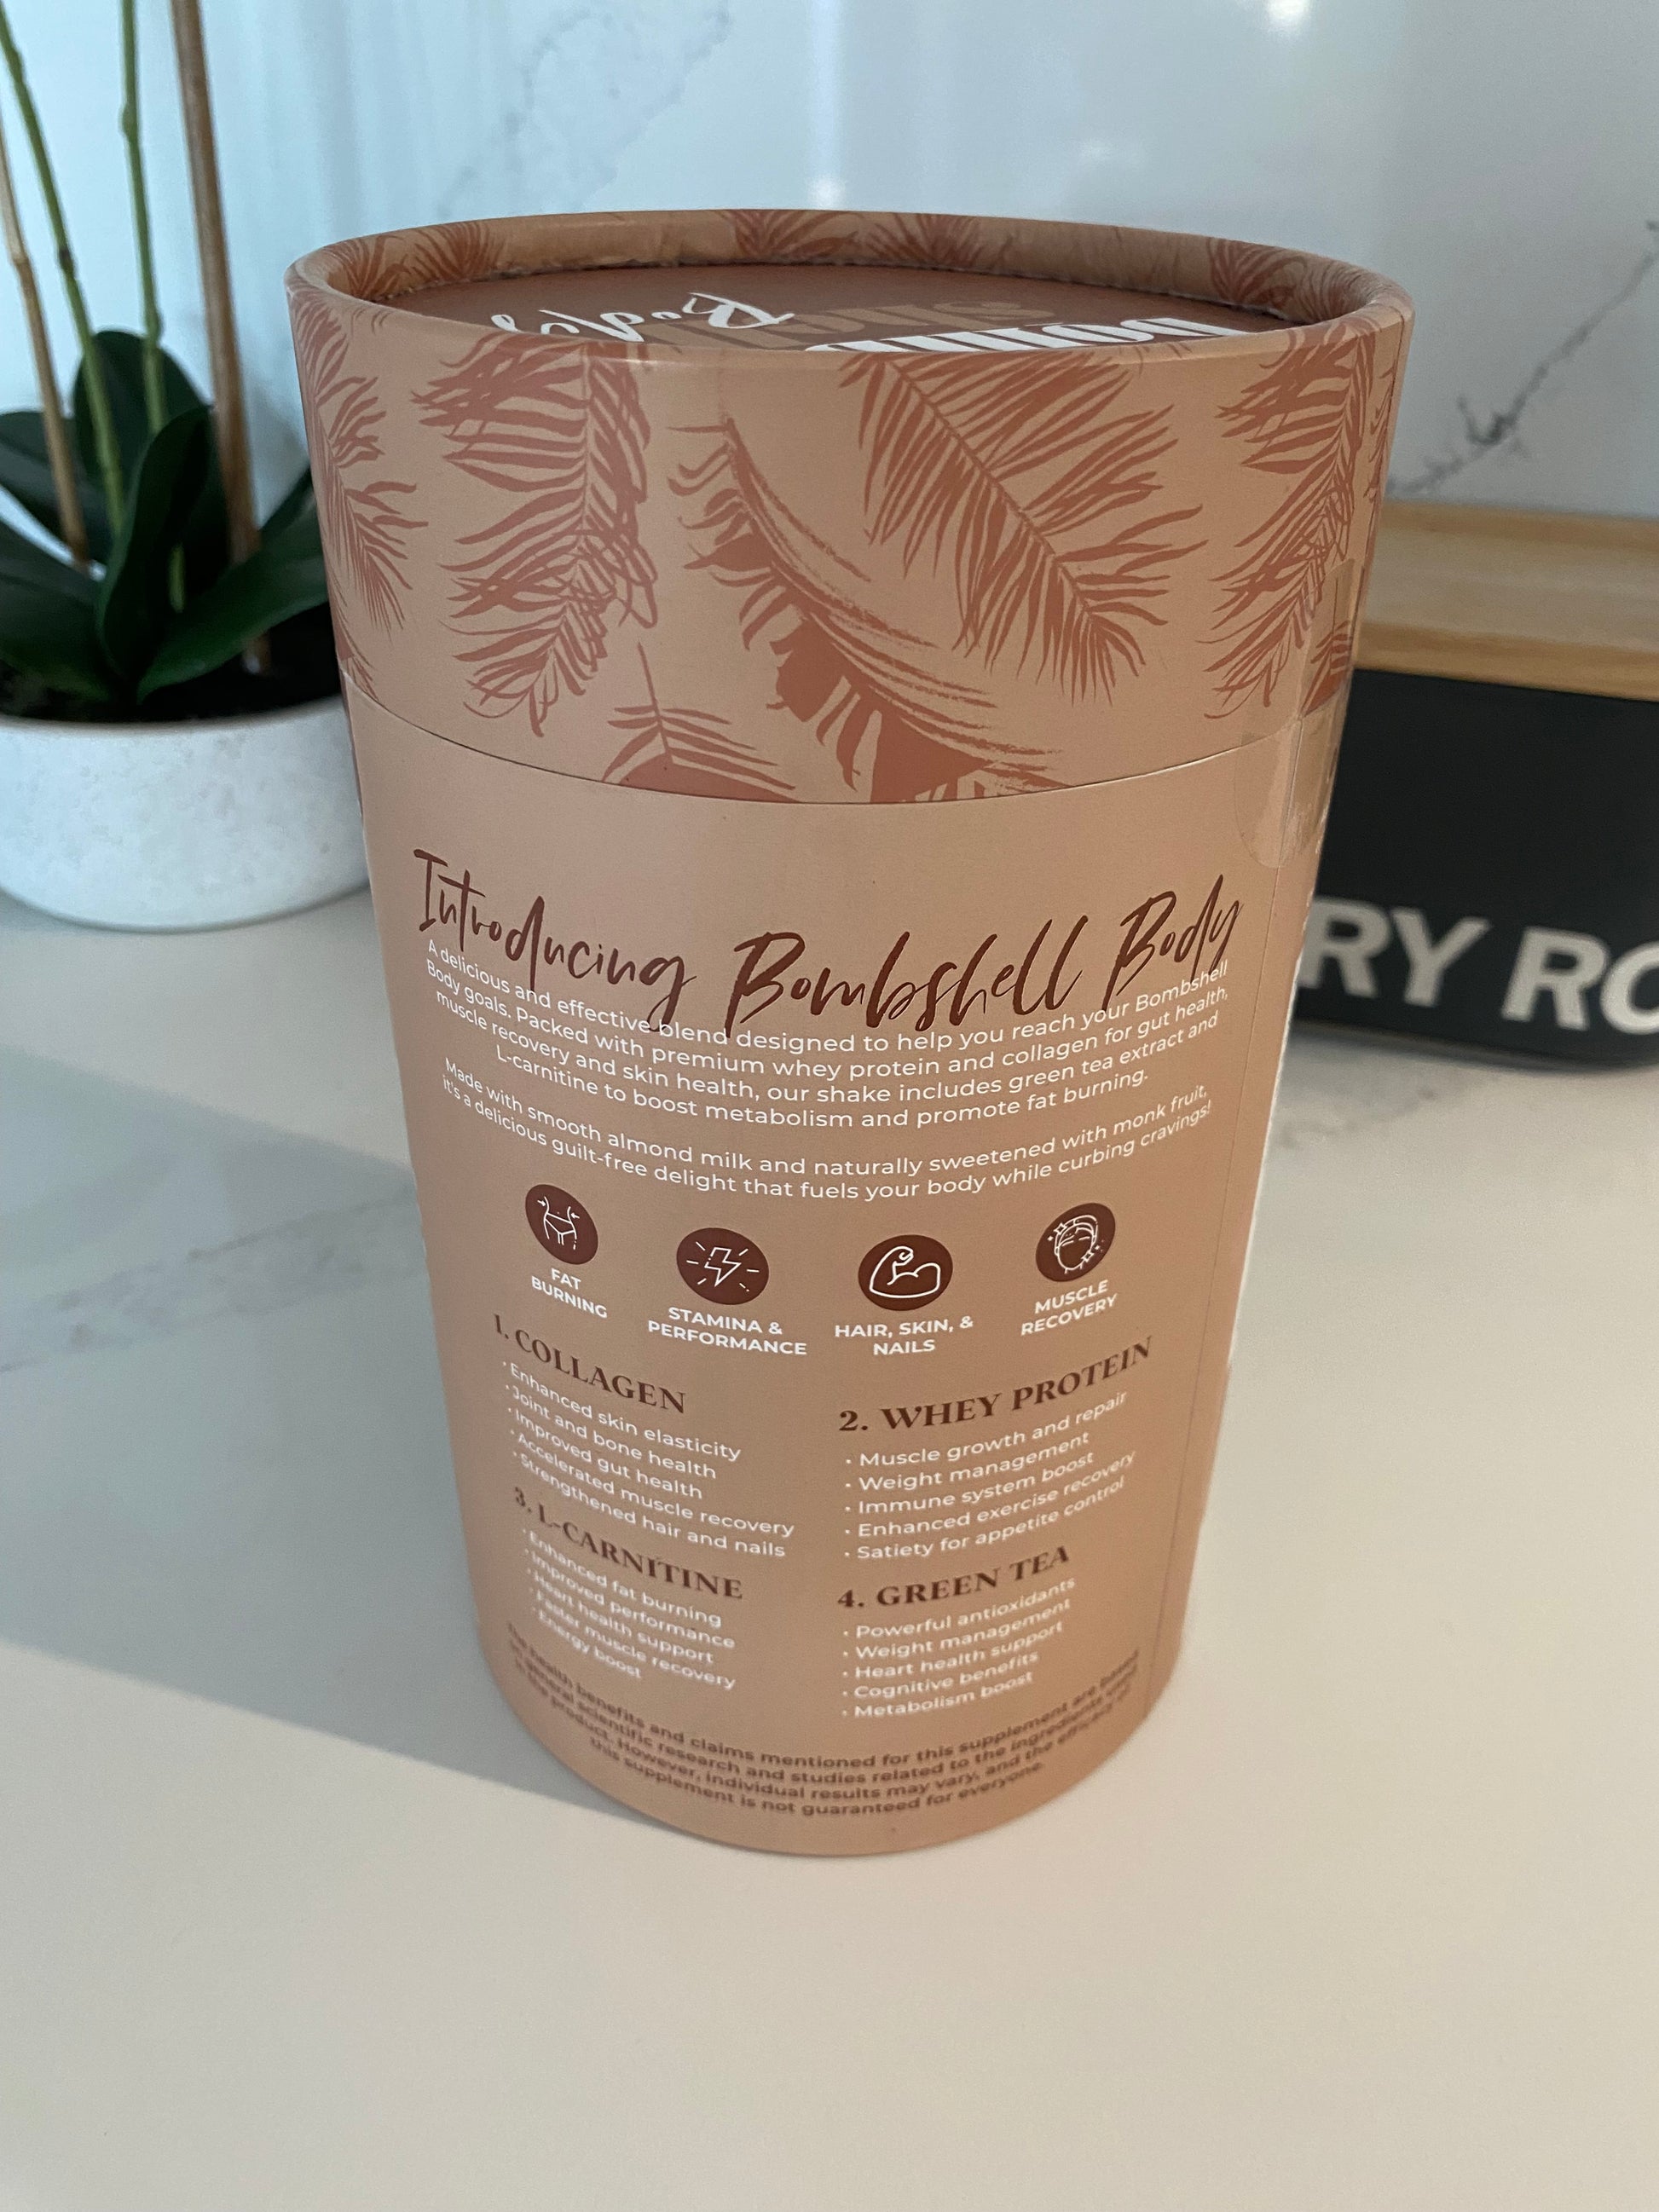 Body
Introducing Bombshell Body
A delicious and effective blend designed to help you reach your Bombshell
Body goals. Packed with premium whey protein and collagen for gut health,
muscle recovery and skin health, our shake includes green tea extract and
L-carnitine to boost metabolism and promote fat burning.
Made with smooth almond milk and naturally sweetened with monk fruit,
it's a delicious guilt-free delight that fuels your body while curbing cravings!
FAT
BURNING
STAMINA &
PERFORMANCE
HAIR, SKIN, &
NAILS
MUSCLE
RECOVERY
1. COLLAGEN
• Enhanced skin elasticity
• Joint and bone health
• Improved gut health
• Accelerated muscle recovery
• Strengthened hair and nails
2. WHEY PROTEIN
• Muscle growth and repair
• Weight management
• Immune system boost
• Enhanced exercise recovery
• Satiety for appetite control
3. L-CARNITINE
• Enhanced fat burning
• Improved performance
• Heart health support
• Faster muscle recovery
• Energy boost
4. GREEN TEA
• Powerful antioxidants
• Weight management
• Heart health support
• Cognitive benefits
• Metabolism boost
The health benefits and claims mentioned for this supplement are based
general scientific research and studies related to the ingredients used
the product. However, individual results may vary, and the efficacy of
this supplement is not guaranteed for everyone.
RY RO